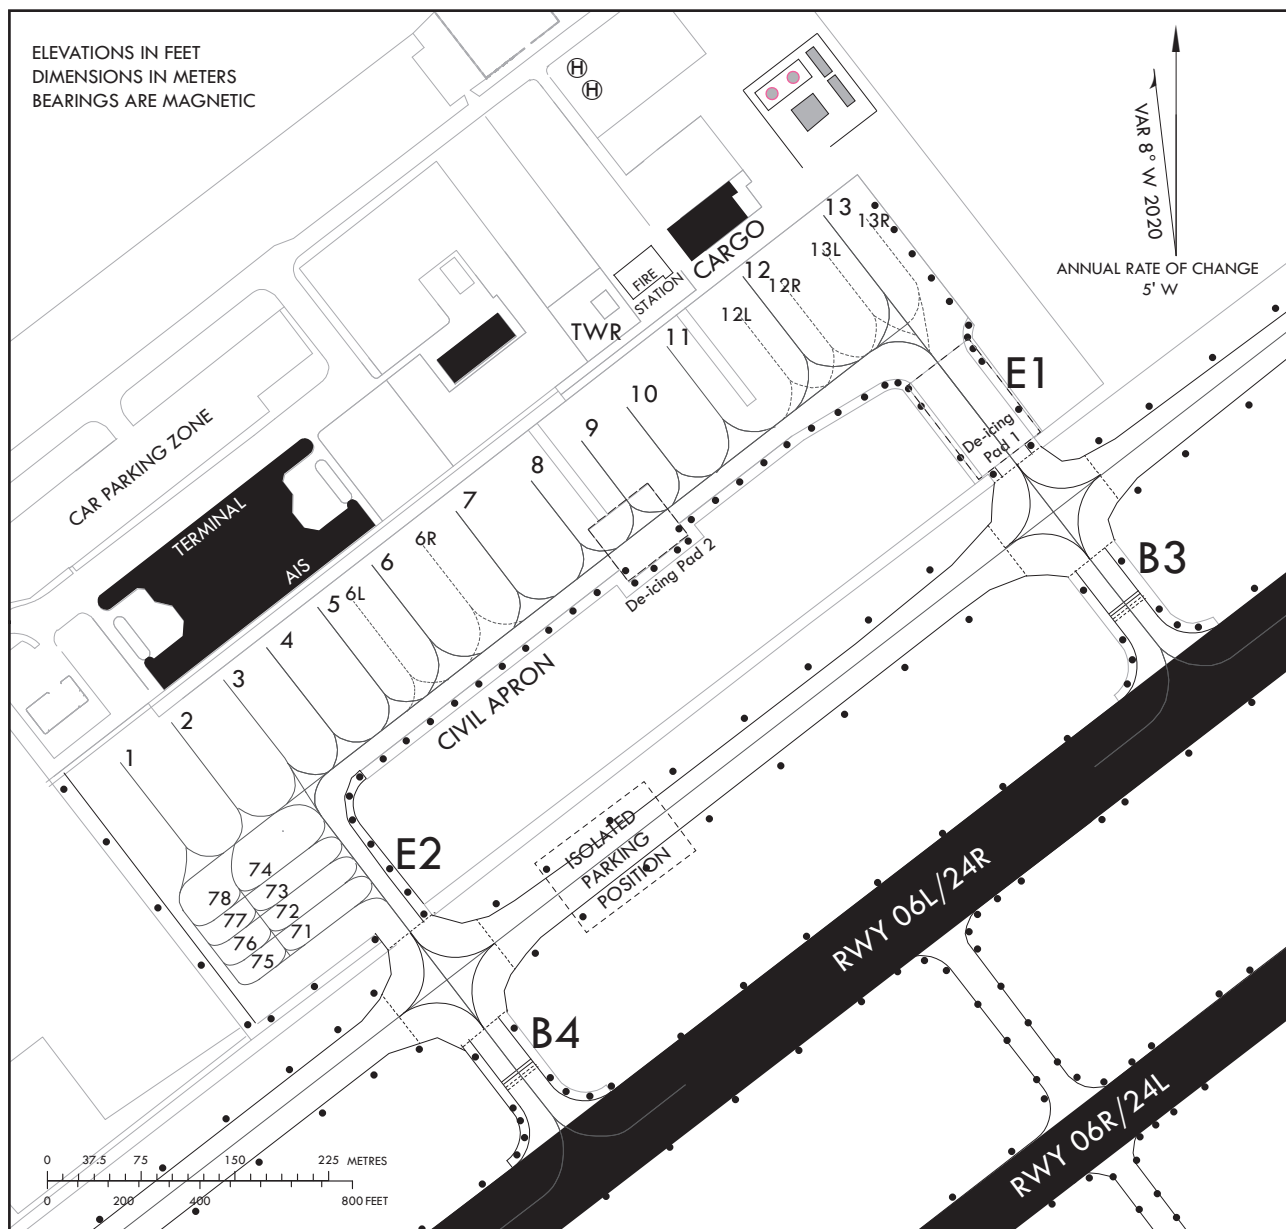 ELEVATIONS IN FEET
DIMENSIONS IN METERS
BEARINGS ARE MAGNETIC
H
H
VAR 8° W 2020
ANNUAL RATE OF CHANGE
5' W
13
13R
13L
CARGO
12
12R
12L
FIRE
STATION
TWR
11
10
9
8
7
6R
6
6L
5
4
3
2
1
E1
De-icing
Pad 1
B3
CAR PARKING ZONE
TERMINAL
AIS
De-icing Pad 2
CIVIL APRON
E2
74
78
73
77
72
76
71
75
ISOLATED
PARKING
POSITION
RWY 06L/24R
B4
RWY 06R/24L
0 37.5 75 150 225 METRES
0 200 400 800 FEET